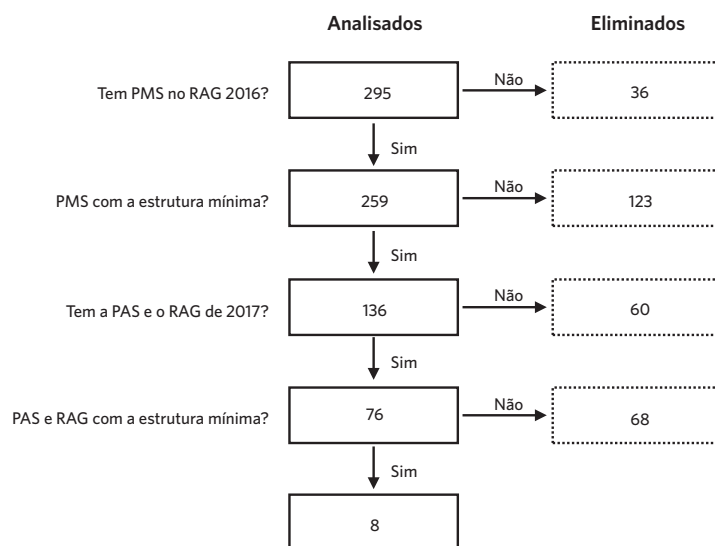 Analisados
Eliminados
Tem PMS no RAG 2016?
295
Não
36
Sim
PMS com a estrutura mínima?
259
Não
123
Sim
Tem a PAS e o RAG de 2017?
136
Não
60
Sim
PAS e RAG com a estrutura mínima?
76
Não
68
Sim
8